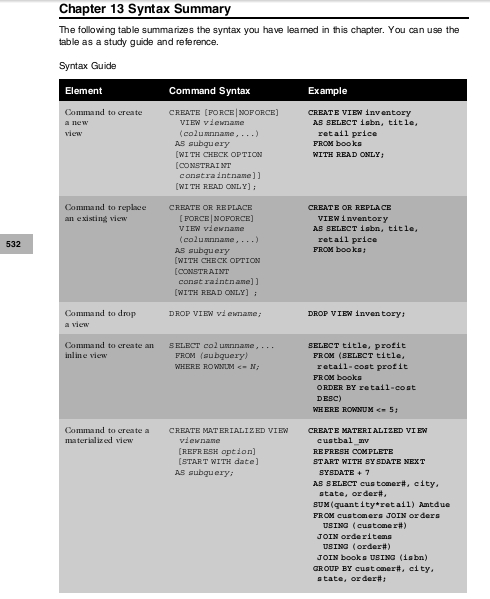 Chapter 13 Syntax Summary
The following table summarizes the syntax you have learned in this chapter. You can use the
table as a study guide and reference.
Syntax Guide
Element Command Syntax Example
Command to create
a new
view
CREATE [FORCE|NOFORCE]
VIEW viewname
(columnname,...)
AS subquery
[WITH CHECK OPTION
[CONSTRAINT
constraintname]]
[WITH READ ONLY];
CREATE VIEW inventory
AS SELECT isbn, title,
retail price
FROM books
WITH READ ONLY;
Command to replace
an existing view
CREATE OR REPLACE
[FORCE|NOFORCE]
VIEW viewname
(columnname,...)
AS subquery
[WITH CHECK OPTION
[CONSTRAINT
constraintname]]
[WITH READ ONLY] ;
CREATE OR REPLACE
VIEW inventory
AS SELECT isbn, title,
retail price
FROM books;
532
Command to drop
a view
DROP VIEW viewname;
DROP VIEW inventory;
Command to create an
inline view
SELECT columnname,...
FROM (subquery)
WHERE ROWNUM <= N;
SELECT title, profit
FROM (SELECT title,
retail-cost profit
FROM books
ORDER BY retail-cost
DESC)
WHERE ROWNUM <= 5;
Command to create a
materialized view
CREATE MATERIALIZED VIEW
viewname
[REFRESH option]
[START WITH date]
AS subquery;
CREATE MATERIALIZED VIEW
custbal_mv
REFRESH COMPLETE
START WITH SYSDATE NEXT
SYSDATE + 7
AS SELECT customer#, city,
state, order#,
SUM(quantity*retail) Amtdue
FROM customers JOIN orders
USING (customer#)
JOIN orderitems
USING (order#)
JOIN books USING (isbn)
GROUP BY customer#, city,
state, order#;